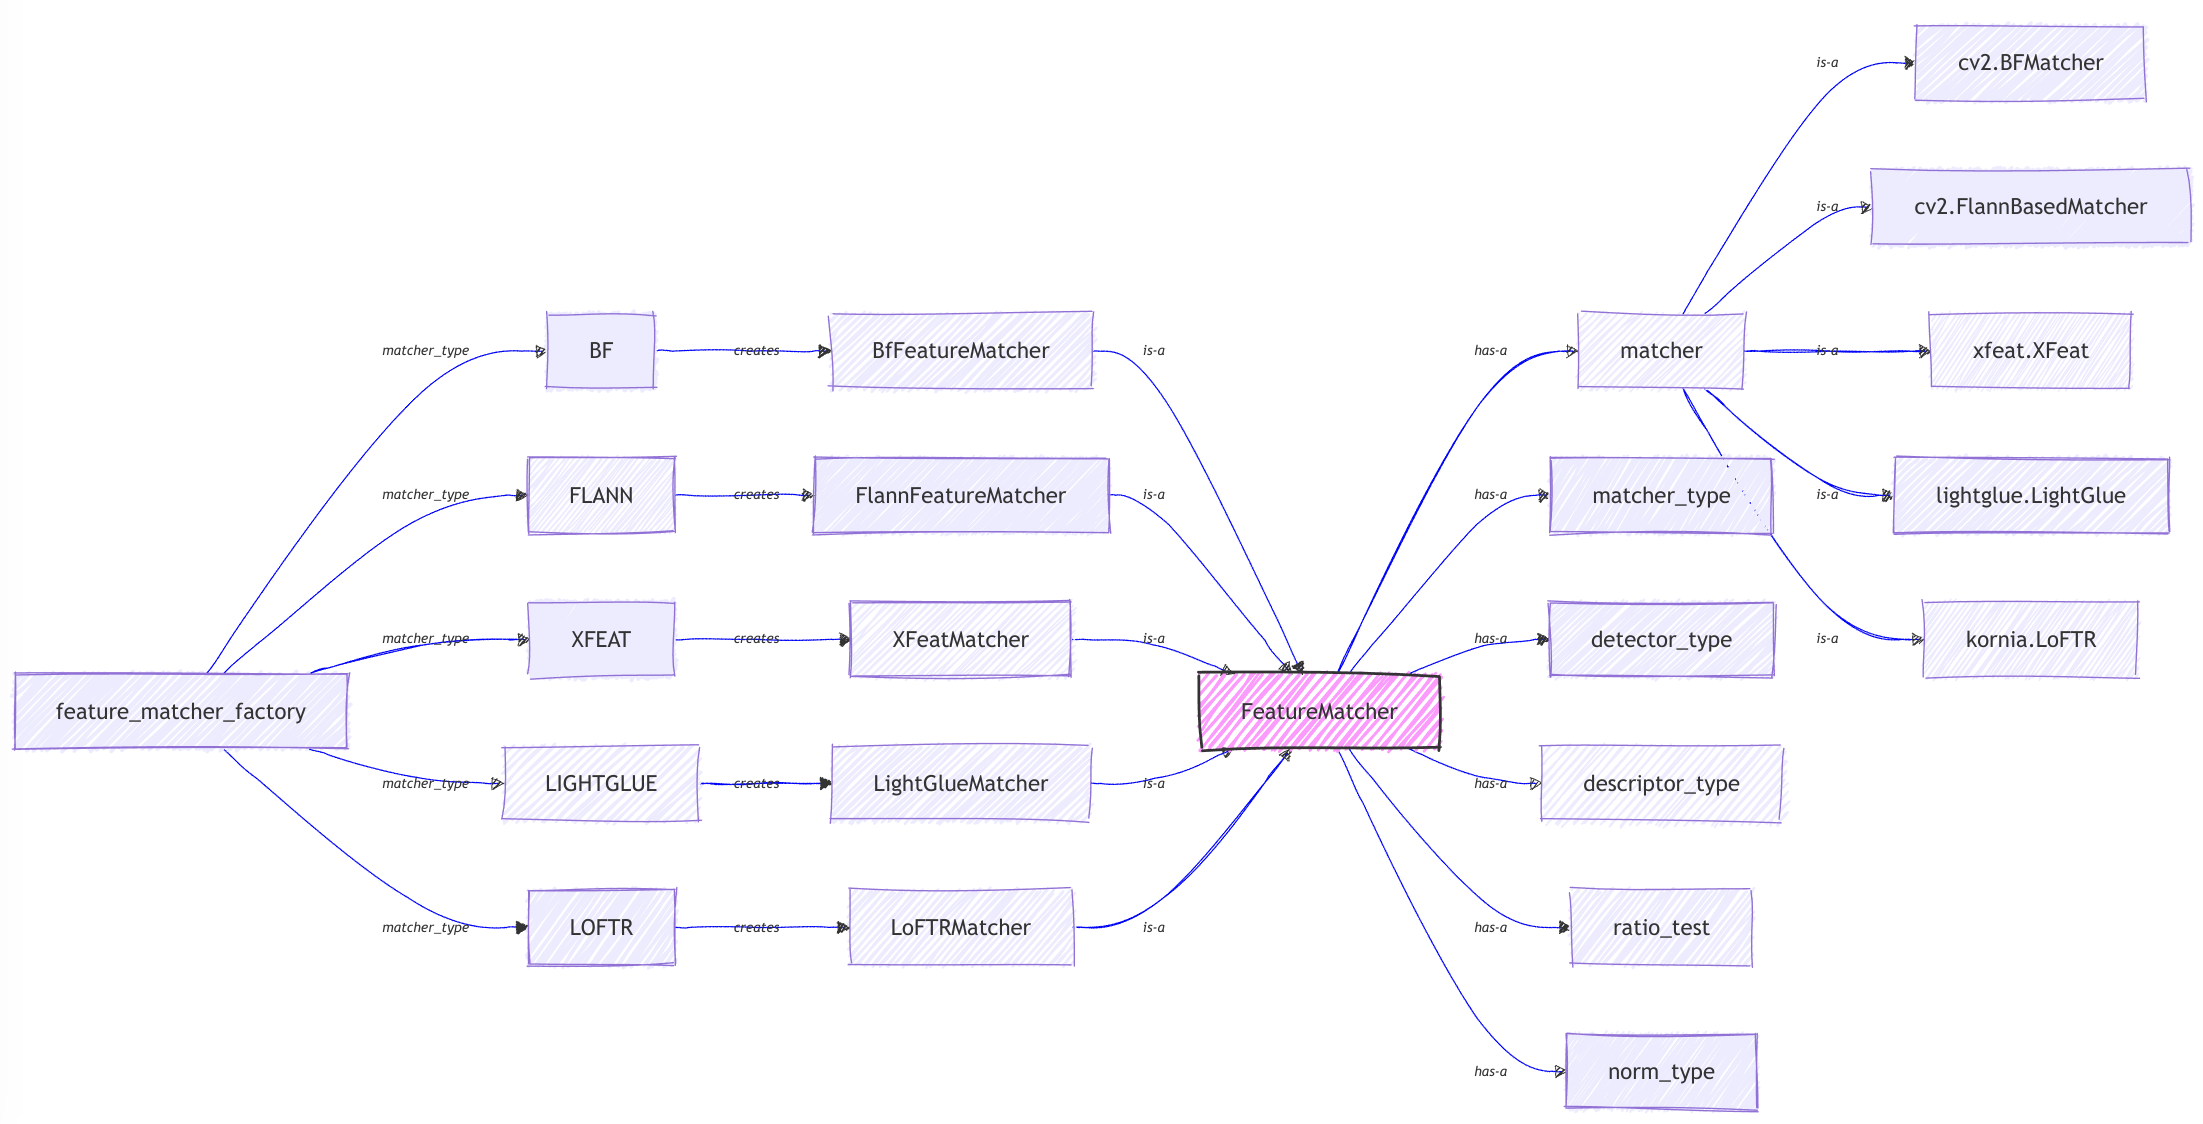 feature_matcher_factory
matcher_type
matcher_type
matcher_type
matcher_type
matcher_type
BF
FLANN
XFEAT
LIGHTGLUE
LOFTR
creates
creates
creates
creates
creates
BfFeatureMatcher
FlannFeatureMatcher
XFeatMatcher
LightGlueMatcher
LoFTRMatcher
is-a
is-a
is-a
is-a
is-a
FeatureMatcher
has-a
has-a
has-a
has-a
has-a
has-a
matcher
matcher_type
detector_type
descriptor_type
ratio_test
norm_type
is-a
is-a
is-a
is-a
is-a
cv2.BFMatcher
cv2.FlannBasedMatcher
xfeat.XFeat
lightglue.LightGlue
kornia.LoFTR